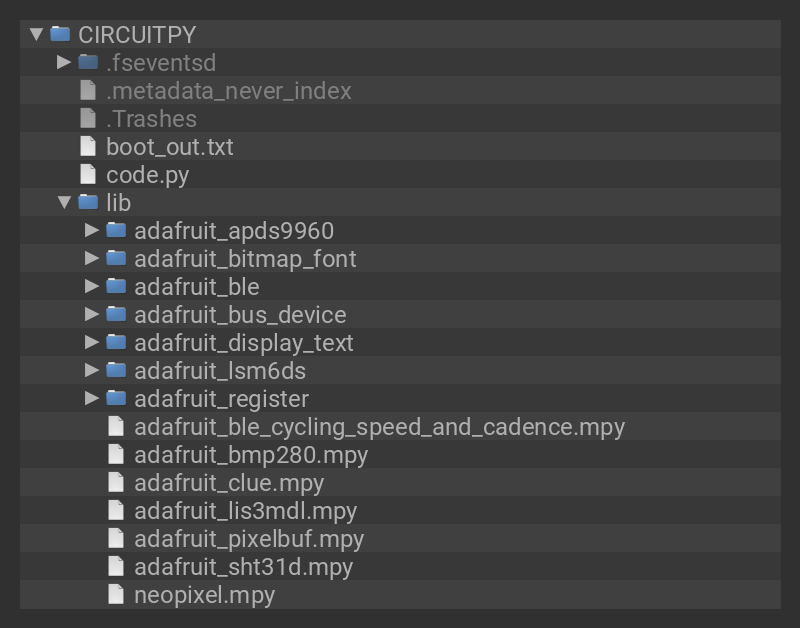 CIRCUITPY
.fseventsd
.metadata_never_index
.Trashes
boot_out.txt
code.py
lib
adafruit_apds9960
adafruit_bitmap_font
adafruit_ble
adafruit_bus_device
adafruit_display_text
adafruit_lsm6ds
adafruit_register
adafruit_ble_cycling_speed_and_cadence.mpy
adafruit_bmp280.mpy
adafruit_clue.mpy
adafruit_lis3mdl.mpy
adafruit_pixelbuf.mpy
adafruit_sht31d.mpy
neopixel.mpy